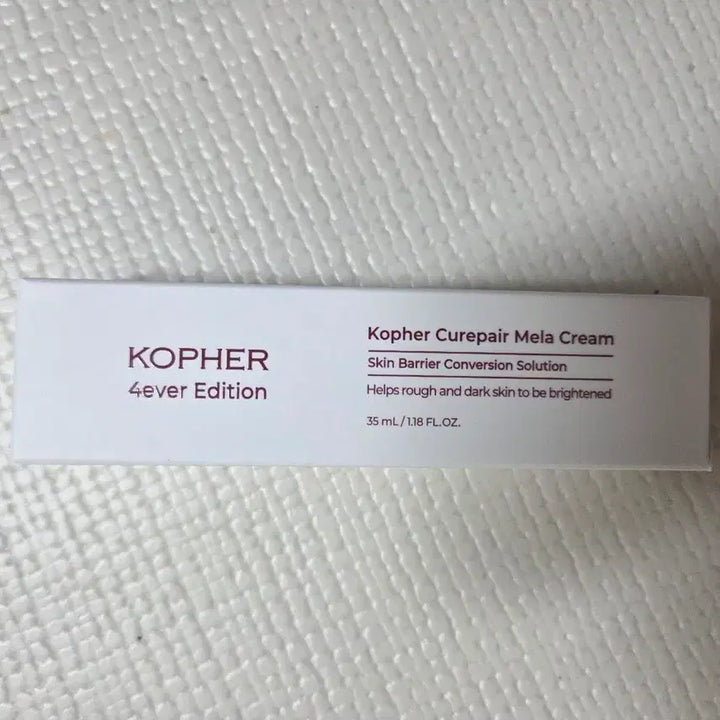 KOPHER
4ever Edition
Kopher Curepair Mela Cream
Skin Barrier Conversion Solution
Helps rough and dark skin to be brightened
35 mL / 1.18 FL.OZ.